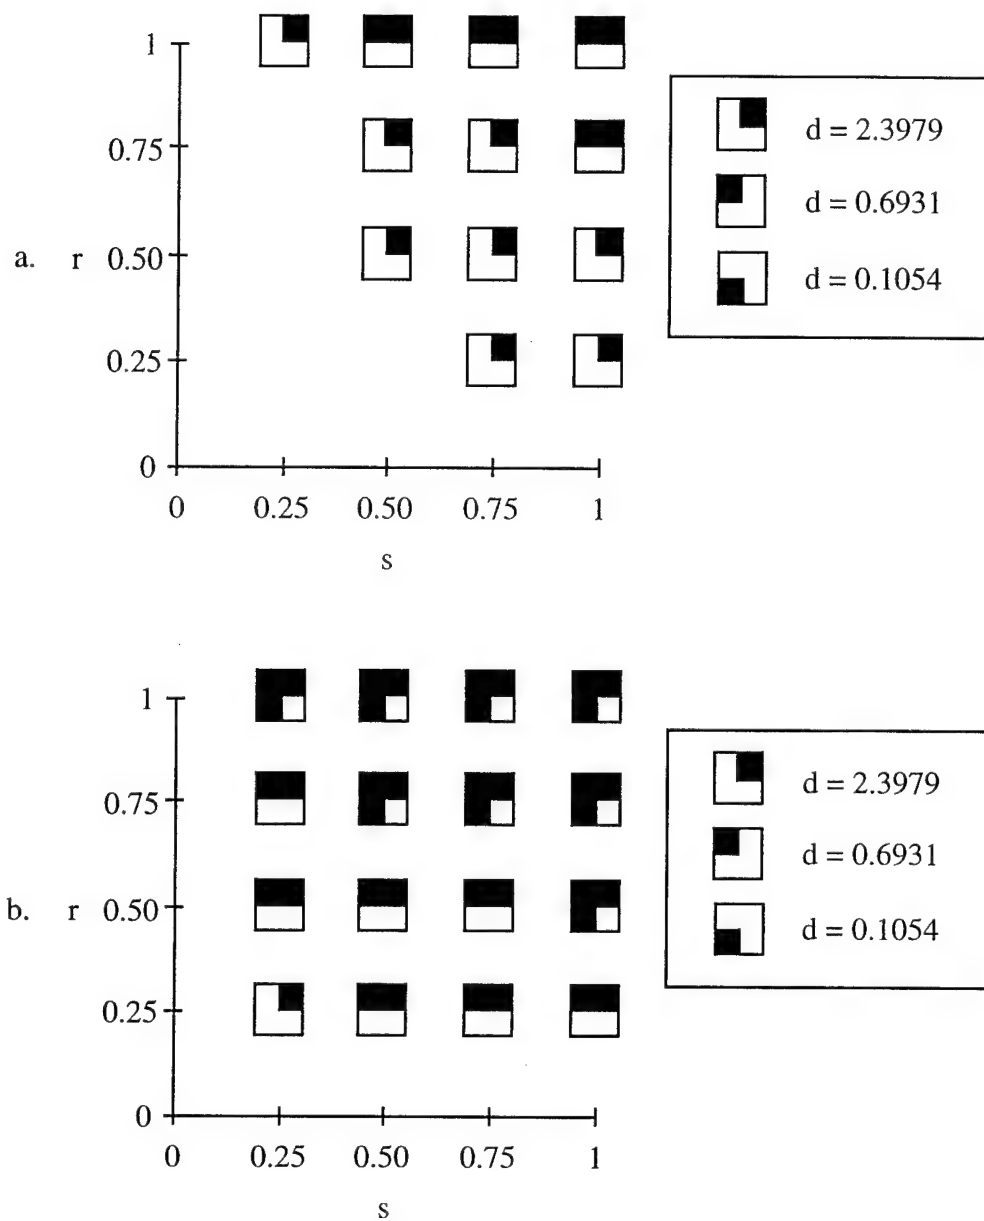 1
0.75
a. r 0.50
0.25
0
0 0.25 0.50 0.75 1
s
d = 2.3979
d = 0.6931
d = 0.1054
1
0.75
b. r 0.50
0.25
0
0 0.25 0.50 0.75 1
s
d = 2.3979
d = 0.6931
d = 0.1054